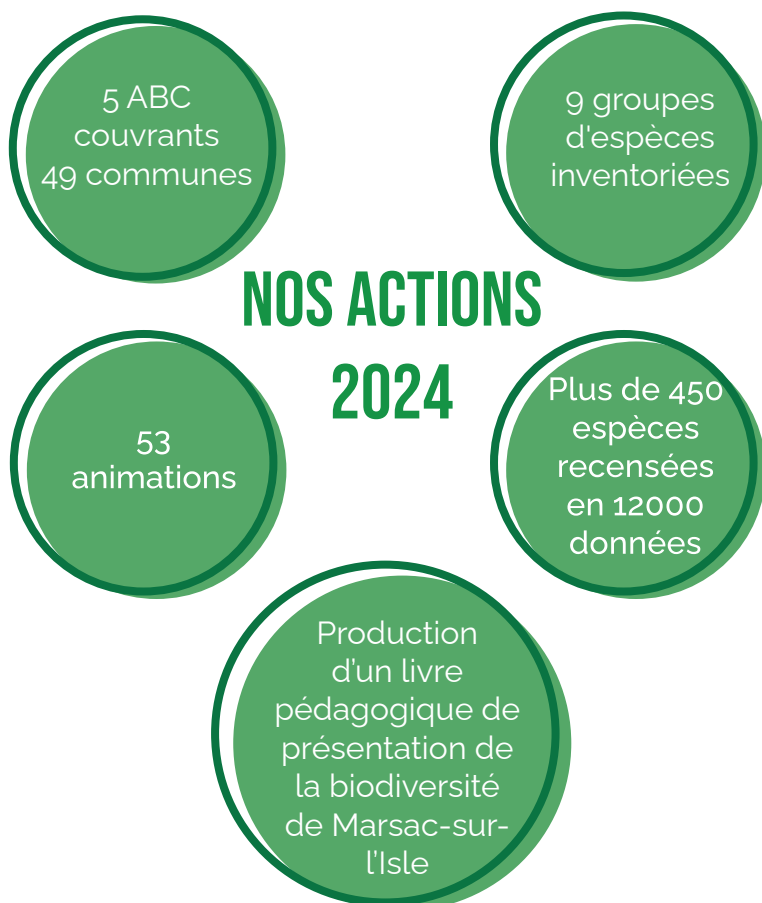 5 ABC
couvrants
49 communes
9 groupes
d'espèces
inventoriées
NOS ACTIONS
2024
53
animations
Plus de 450
espèces
recensées
en 12000
données
Production
d'un livre
pédagogique de
présentation de
la biodiversité
de Marsac-sur-
l'Isle